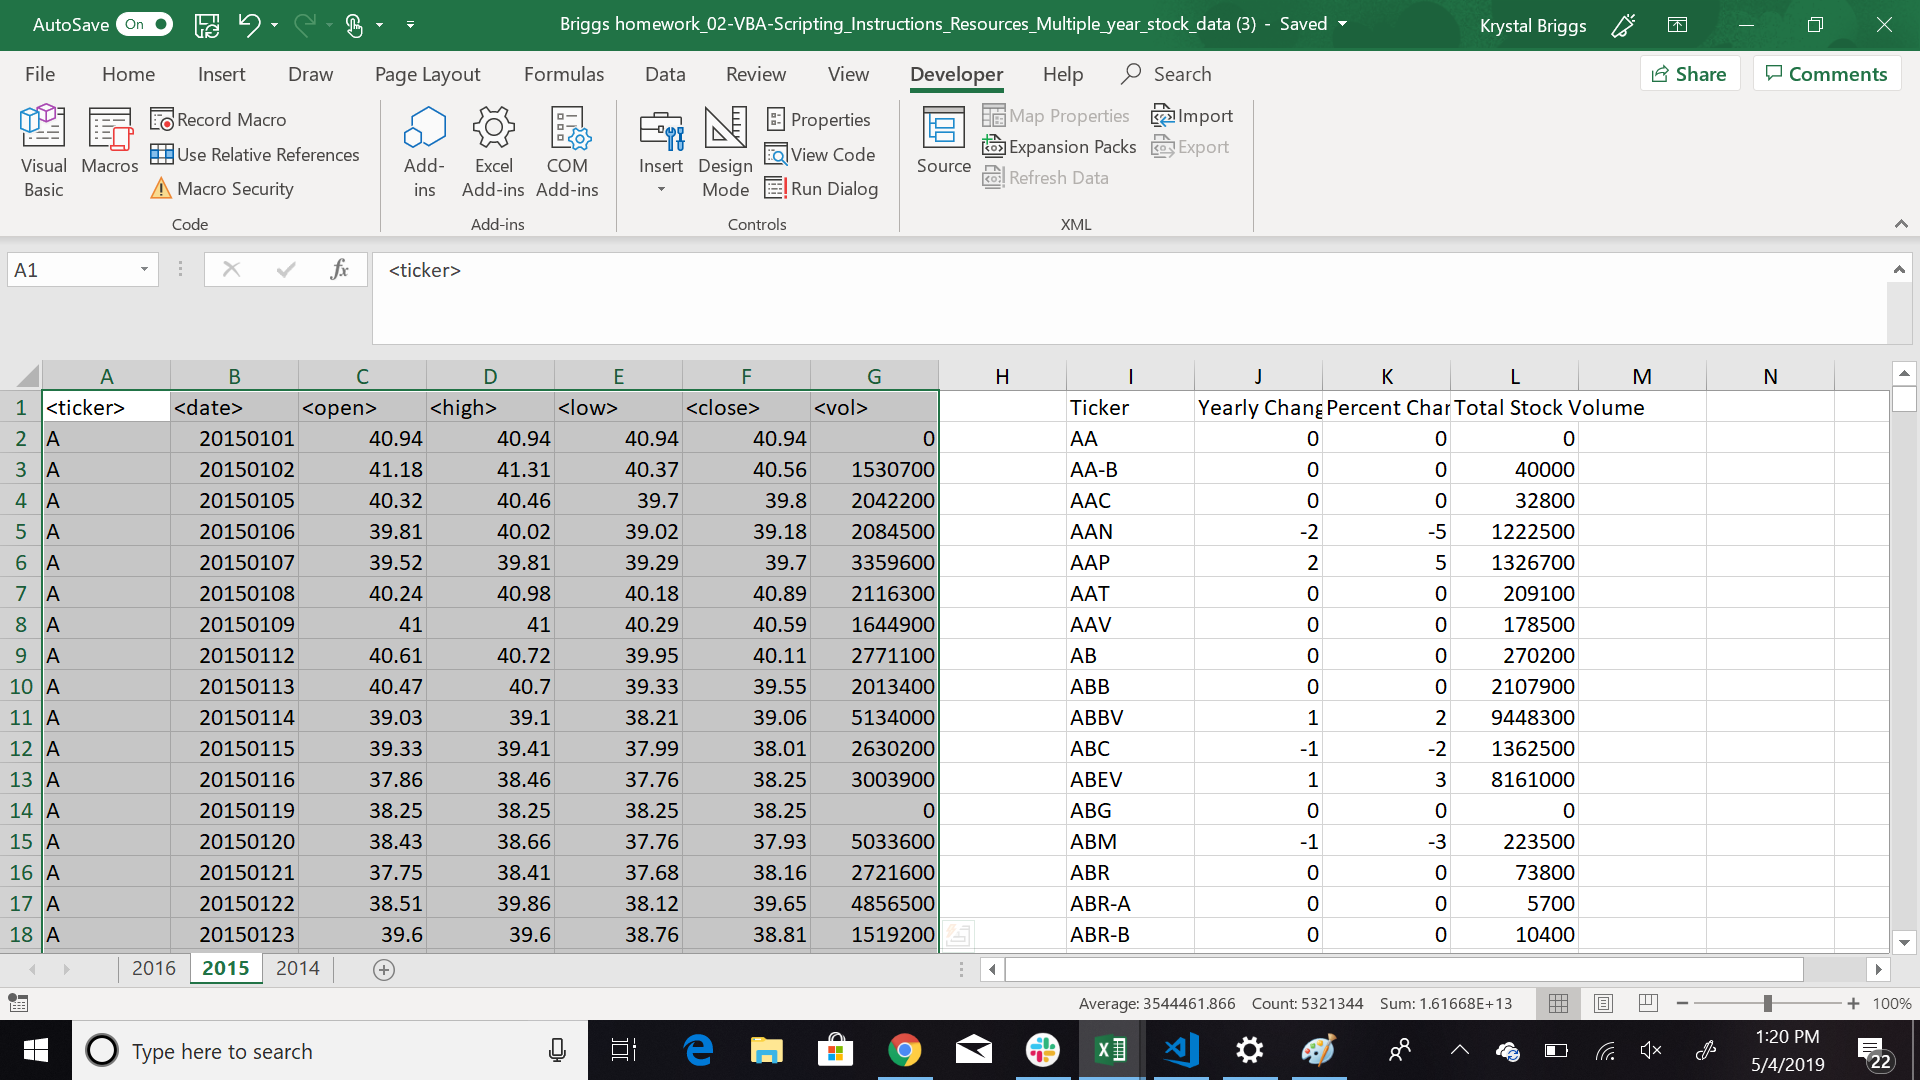 AutoSave On Briggs homework_02-VBA-Scripting_Instructions_Resources_Multiple_year_stock_data (3) - Saved Krystal Briggs
File Home Insert Draw Page Layout Formulas Data Review View Developer Help Search Share Comments
Visual Basic
Macros
Record Macro
Use Relative References
Macro Security
Code
Add-ins
Excel Add-ins
COM Add-ins
Add-ins
Insert
Design Mode
Properties
View Code
Run Dialog
Controls
Source
Map Properties
Expansion Packs
Refresh Data
Import
Export
XML
A1 fx <ticker>
A B C D E F G H I J K L M N
1 <ticker> <date> <open> <high> <low> <close> <vol> Ticker Yearly Chang Percent Char Total Stock Volume
2 A 20150101 40.94 40.94 40.94 40.94 0 AA 0 0 0
3 A 20150102 41.18 41.31 40.37 40.56 1530700 AA-B 0 0 40000
4 A 20150105 40.32 40.46 39.7 39.8 2042200 AAC 0 0 32800
5 A 20150106 39.81 40.02 39.02 39.18 2084500 AAN -2 -5 1222500
6 A 20150107 39.52 39.81 39.29 39.7 3359600 AAP 2 5 1326700
7 A 20150108 40.24 40.98 40.18 40.89 2116300 AAT 0 0 209100
8 A 20150109 41 41 40.29 40.59 1644900 AAV 0 0 178500
9 A 20150112 40.61 40.72 39.95 40.11 2771100 AB 0 0 270200
10 A 20150113 40.47 40.7 39.33 39.55 2013400 ABB 0 0 2107900
11 A 20150114 39.03 39.1 38.21 39.06 5134000 ABBV 1 2 9448300
12 A 20150115 39.33 39.41 37.99 38.01 2630200 ABC -1 -2 1362500
13 A 20150116 37.86 38.46 37.76 38.25 3003900 ABEV 1 3 8161000
14 A 20150119 38.25 38.25 38.25 38.25 0 ABG 0 0 0
15 A 20150120 38.43 38.66 37.76 37.93 5033600 ABM -1 -3 223500
16 A 20150121 37.75 38.41 37.68 38.16 2721600 ABR 0 0 73800
17 A 20150122 38.51 39.86 38.12 39.65 4856500 ABR-A 0 0 5700
18 A 20150123 39.6 39.6 38.76 38.81 1519200 ABR-B 0 0 10400
2016 2015 2014
Average: 3544461.866 Count: 5321344 Sum: 1.61668E+13 100%
Type here to search 1:20 PM
5/4/2019 22